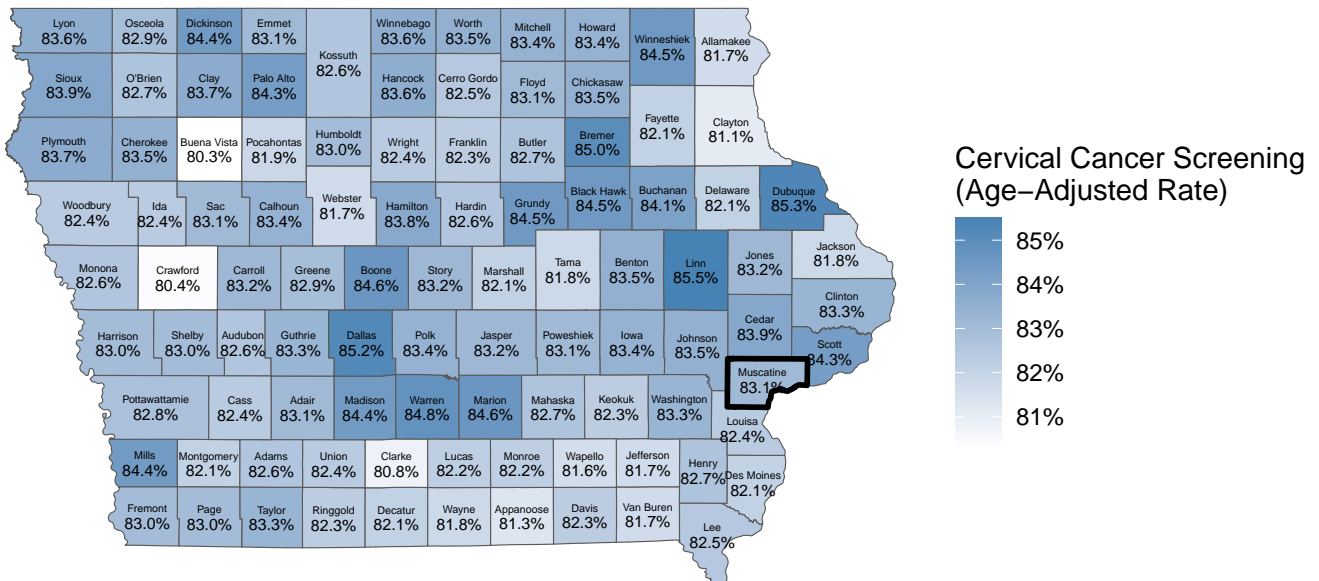 Lyon
83.6%
Osceola
82.9%
Dickinson
84.4%
Emmet
83.1%
Kossuth
82.6%
Winnebago
83.6%
Worth
83.5%
Mitchell
83.4%
Howard
83.4%
Winneshiek
84.5%
Allamakee
81.7%
Sioux
83.9%
O'Brien
82.7%
Clay
83.7%
Palo Alto
84.3%
Hancock
83.6%
Cerro Gordo
82.5%
Floyd
83.1%
Chickasaw
83.5%
Fayette
82.1%
Clayton
81.1%
Plymouth
83.7%
Cherokee
83.5%
Buena Vista
80.3%
Pocahontas
81.9%
Humboldt
83.0%
Wright
82.4%
Franklin
82.3%
Butler
82.7%
Bremer
85.0%
Woodbury
82.4%
Ida
82.4%
Sac
83.1%
Calhoun
83.4%
Webster
81.7%
Hamilton
83.8%
Hardin
82.6%
Grundy
84.5%
Black Hawk
84.5%
Buchanan
84.1%
Delaware
82.1%
Dubuque
85.3%
Monona
82.6%
Crawford
80.4%
Carroll
83.2%
Greene
82.9%
Boone
84.6%
Story
83.2%
Marshall
82.1%
Tama
81.8%
Benton
83.5%
Linn
85.5%
Jones
83.2%
Jackson
81.8%
Clinton
83.3%
Harrison
83.0%
Shelby
83.0%
Audubon
82.6%
Guthrie
83.3%
Dallas
85.2%
Polk
83.4%
Jasper
83.2%
Poweshiek
83.1%
Iowa
83.4%
Johnson
83.5%
Cedar
83.9%
Scott
84.3%
Muscatine
83.1%
Pottawattamie
82.8%
Cass
82.4%
Adair
83.1%
Madison
84.4%
Warren
84.8%
Marion
84.6%
Mahaska
82.7%
Keokuk
82.3%
Washington
83.3%
Louisa
82.4%
Mills
84.4%
Montgomery
82.1%
Adams
82.6%
Union
82.4%
Clarke
80.8%
Lucas
82.2%
Monroe
82.2%
Wapello
81.6%
Jefferson
81.7%
Henry
82.7%
Des Moines
82.1%
Fremont
83.0%
Page
83.0%
Taylor
83.3%
Ringgold
82.3%
Decatur
82.1%
Wayne
81.8%
Appanoose
81.3%
Davis
82.3%
Van Buren
81.7%
Lee
82.5%
Cervical Cancer Screening
(Age−Adjusted Rate)
85%
84%
83%
82%
81%